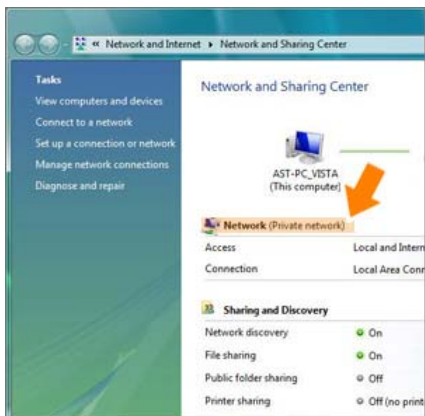 « Network and Internet ▸ Network and Sharing Center
Tasks
View computers and devices
Connect to a network
Set up a connection or network
Manage network connections
Diagnose and repair
Network and Sharing Center
AST-PC_VISTA
(This computer)
Network (Private network)
Access Local and Intern
Connection Local Area Conn
Sharing and Discovery
Network discovery On
File sharing On
Public folder sharing Off
Printer sharing Off (no print